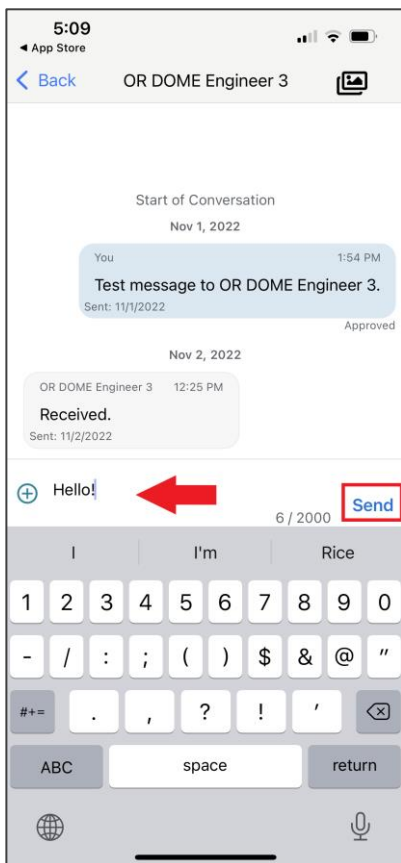 5:09
◀ App Store
Back OR DOME Engineer 3
Start of Conversation
Nov 1, 2022
You 1:54 PM
Test message to OR DOME Engineer 3.
Sent: 11/1/2022
Approved
Nov 2, 2022
OR DOME Engineer 3 12:25 PM
Received.
Sent: 11/2/2022
Hello!
6 / 2000 Send
I I'm Rice
1 2 3 4 5 6 7 8 9 0
- / : ; ( ) $ & @ "
#+= . , ? ! '
ABC space return